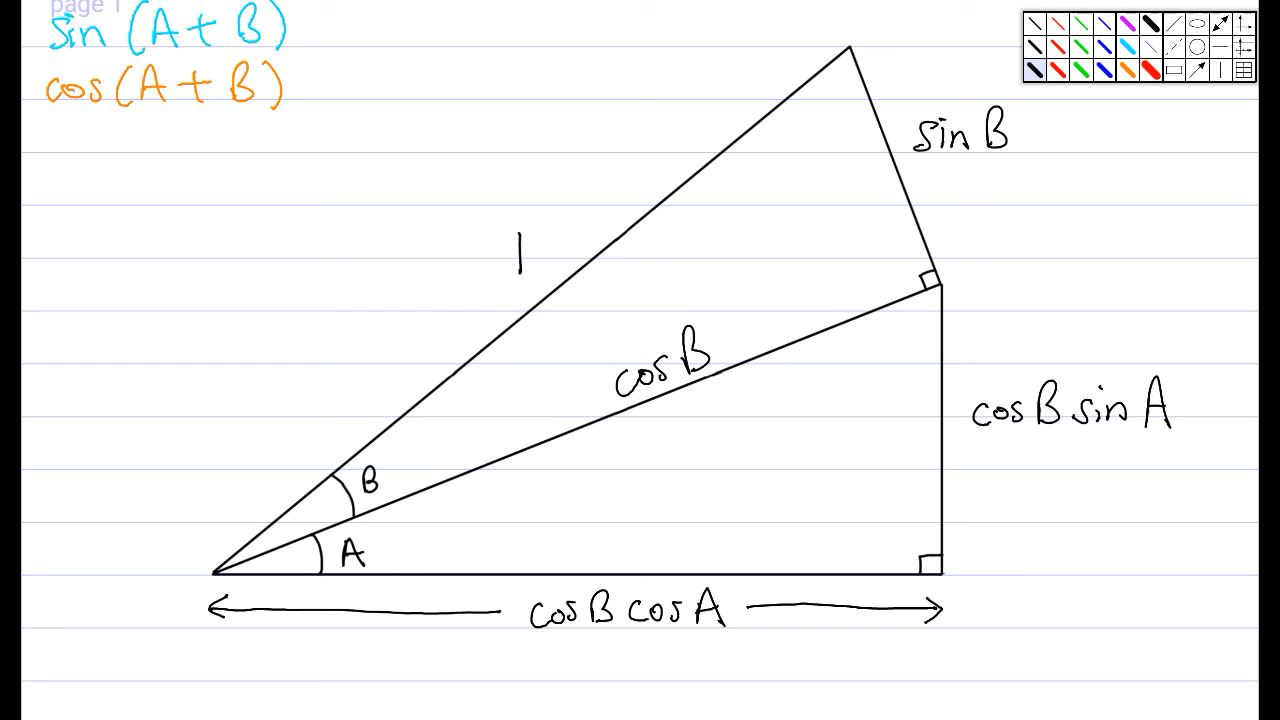 page 1
sin (A + B)
cos (A + B)
sin B
1
cos B
cos B sin A
B
A
cos B cos A